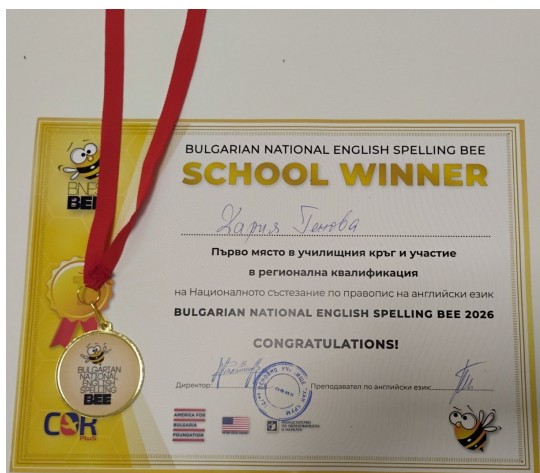 BULGARIAN NATIONAL ENGLISH SPELLING BEE
SCHOOL WINNER
Дария Генова
Първо място в училищния кръг и участие
в регионална квалификация
на Националното състезание по правопис на английски език
BULGARIAN NATIONAL ENGLISH SPELLING BEE 2026
CONGRATULATIONS!
Директор:
Преподавател по английски език:
BEE
BULGARIAN
NATIONAL
ENGLISH
SPELLING
BEE
PLUS
AMERICA FOR
BULGARIA
FOUNDATION